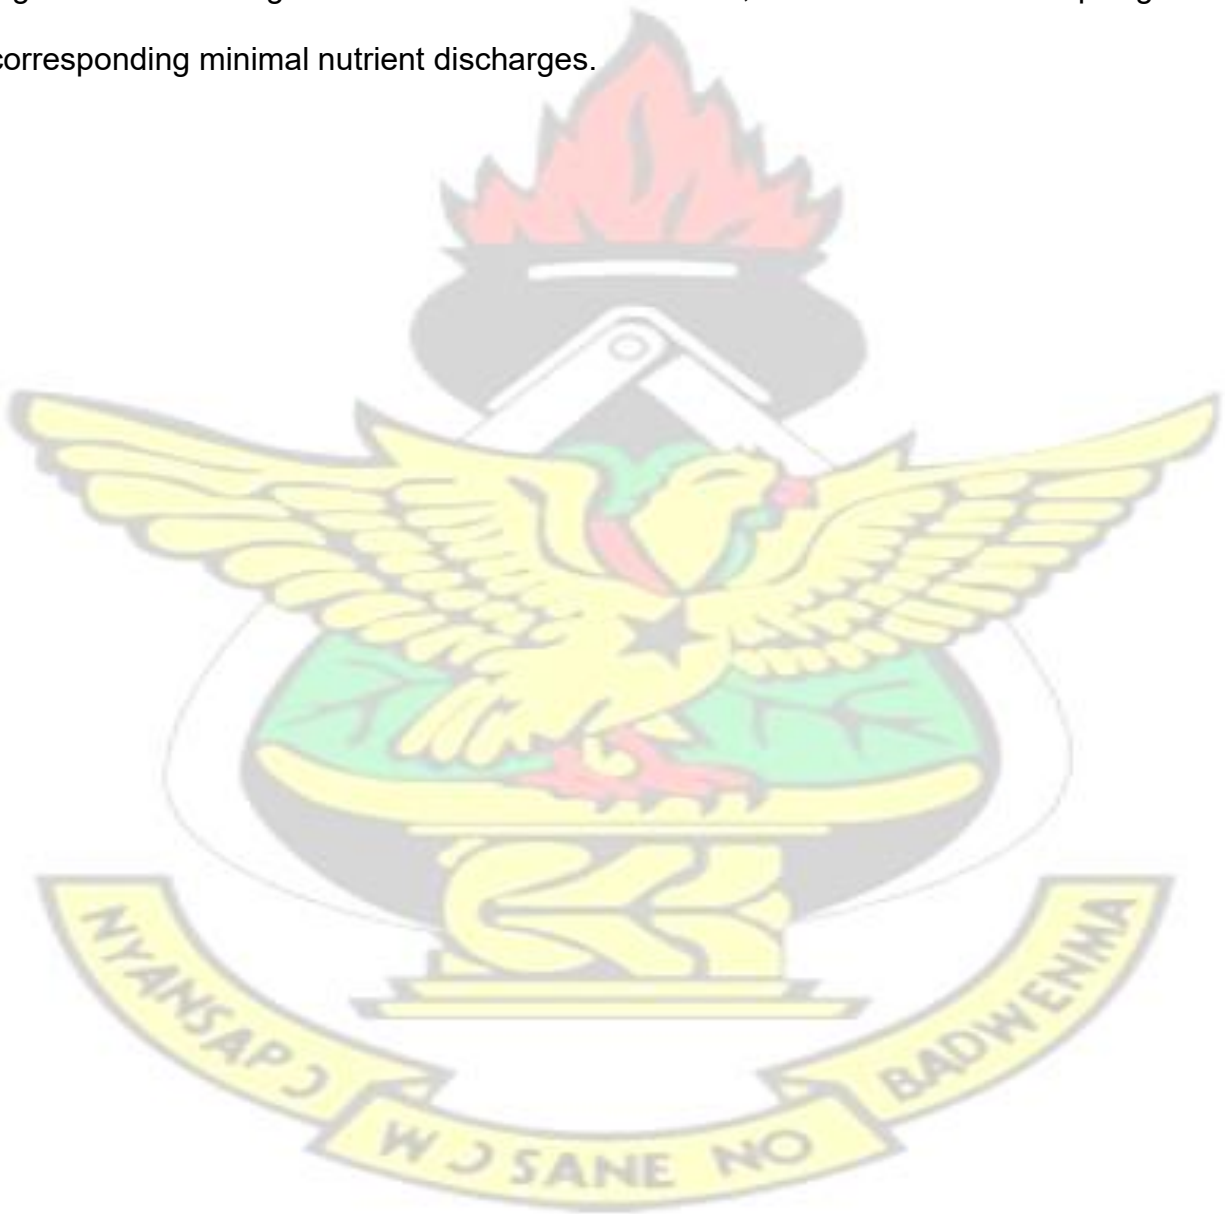 corresponding minimal nutrient discharges.
NYANSAPƆ
WƆSANE NO
BADWENMA